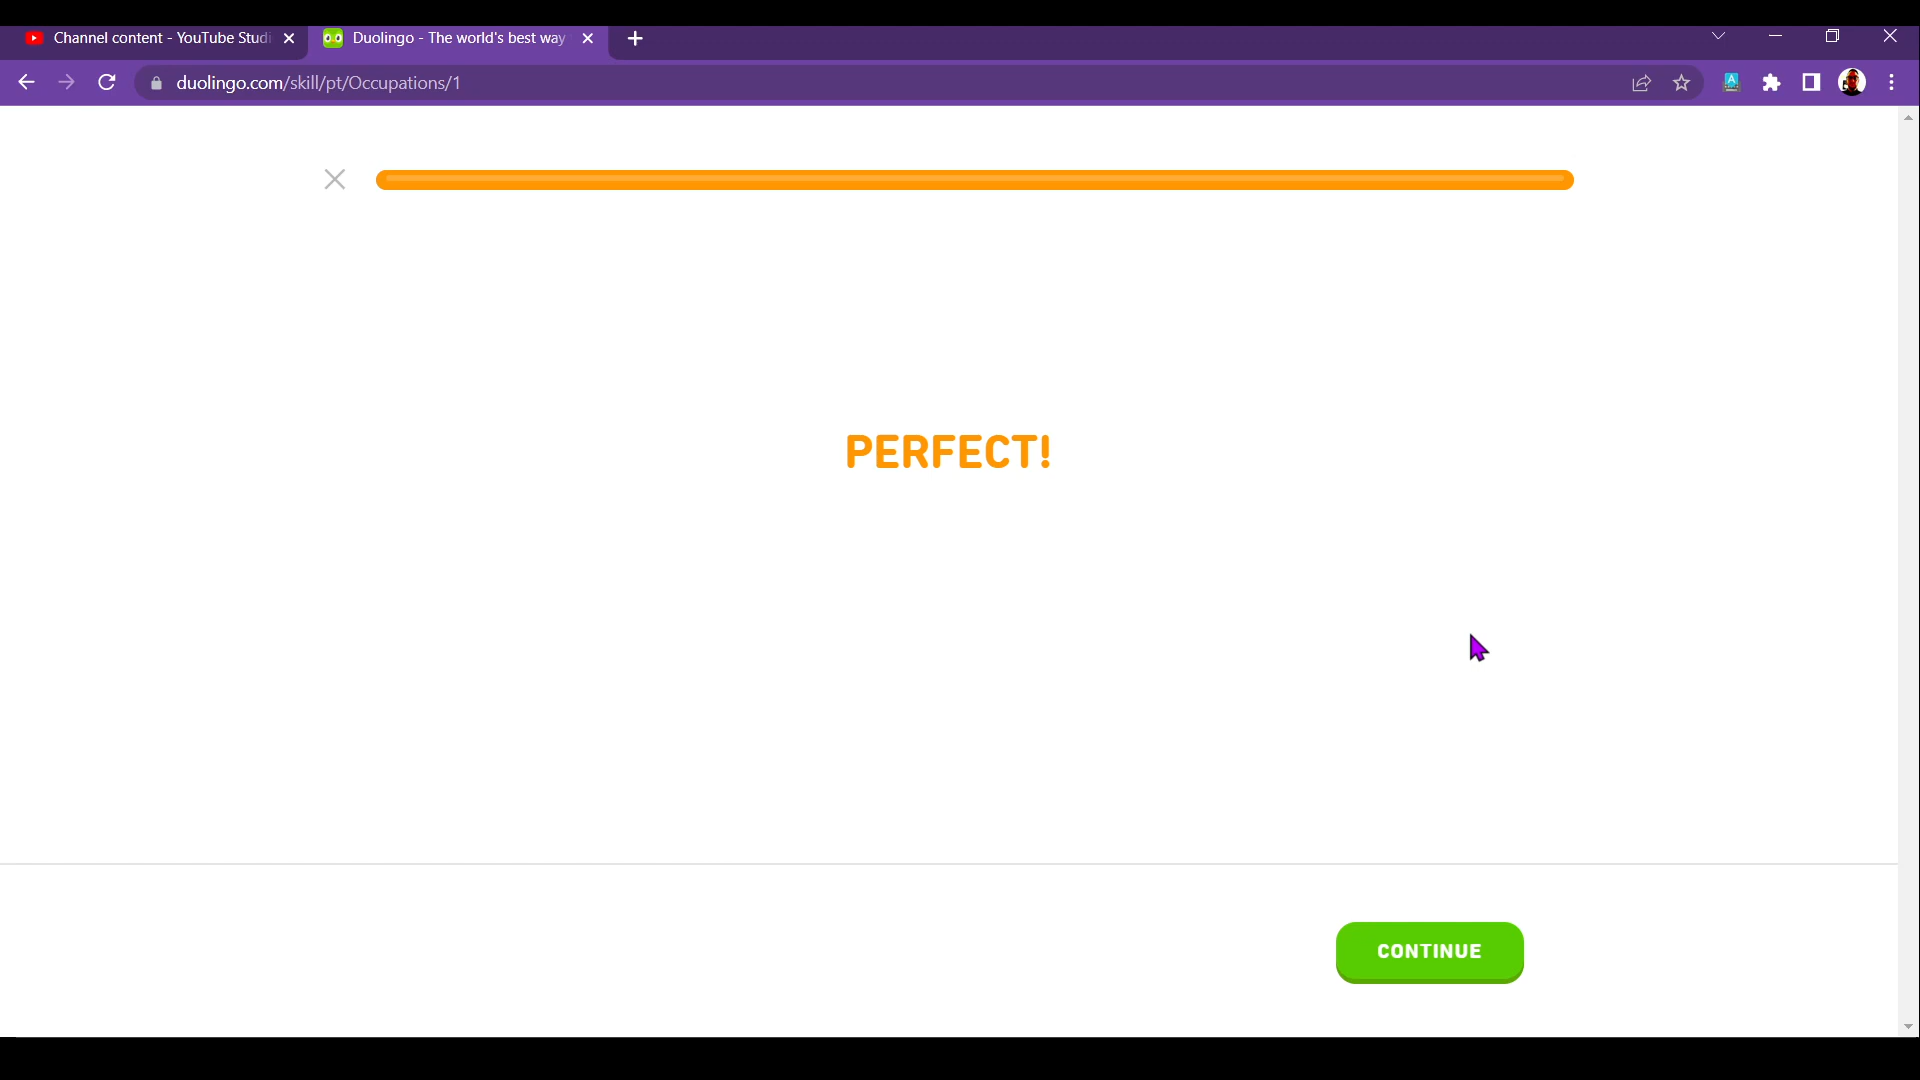 Channel content - YouTube Studi
Duolingo - The world's best way
duolingo.com/skill/pt/Occupations/1
PERFECT!
CONTINUE